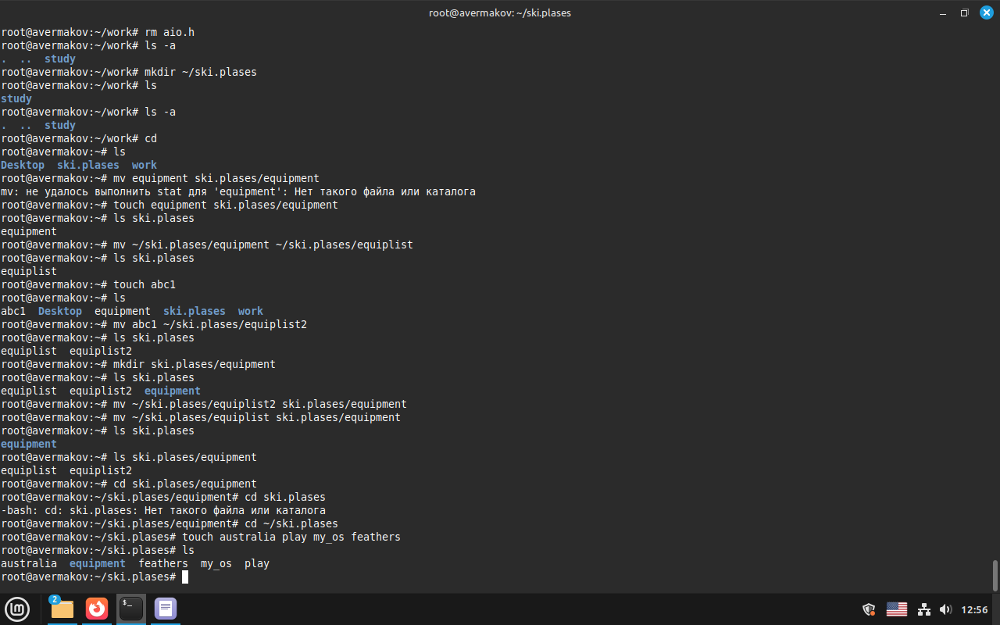 root@avermakov: ~/ski.plases
root@avermakov:~/work# rm aio.h
root@avermakov:~/work# ls -a
.  ..  study
root@avermakov:~/work# mkdir ~/ski.plases
root@avermakov:~/work# ls
study
root@avermakov:~/work# ls -a
.  ..  study
root@avermakov:~/work# cd
root@avermakov:~# ls
Desktop  ski.plases  work
root@avermakov:~# mv equipment ski.plases/equipment
mv: не удалось выполнить stat для 'equipment': Нет такого файла или каталога
root@avermakov:~# touch equipment ski.plases/equipment
root@avermakov:~# ls ski.plases
equipment
root@avermakov:~# mv ~/ski.plases/equipment ~/ski.plases/equiplist
root@avermakov:~# ls ski.plases
equiplist
root@avermakov:~# touch abc1
root@avermakov:~# ls
abc1  Desktop  equipment  ski.plases  work
root@avermakov:~# mv abc1 ~/ski.plases/equiplist2
root@avermakov:~# ls ski.plases
equiplist  equiplist2
root@avermakov:~# mkdir ski.plases/equipment
root@avermakov:~# ls ski.plases
equiplist  equiplist2  equipment
root@avermakov:~# mv ~/ski.plases/equiplist2 ski.plases/equipment
root@avermakov:~# mv ~/ski.plases/equiplist ski.plases/equipment
root@avermakov:~# ls ski.plases
equipment
root@avermakov:~# ls ski.plases/equipment
equiplist  equiplist2
root@avermakov:~# cd ski.plases/equipment
root@avermakov:~/ski.plases/equipment# cd ski.plases
-bash: cd: ski.plases: Нет такого файла или каталога
root@avermakov:~/ski.plases/equipment# cd ~/ski.plases
root@avermakov:~/ski.plases# touch australia play my_os feathers
root@avermakov:~/ski.plases# ls
australia  equipment  feathers  my_os  play
root@avermakov:~/ski.plases#
2
$_
12:56